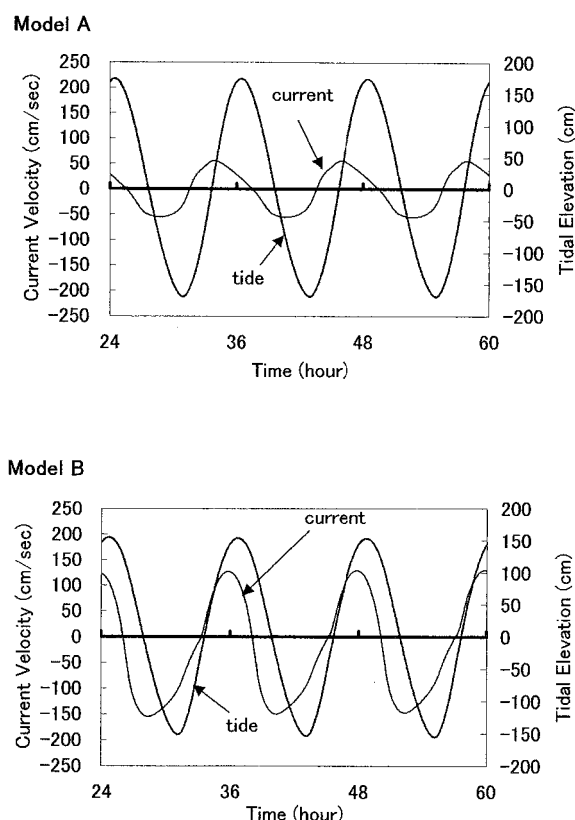 Model A
Current Velocity (cm/sec)
250
200
150
100
50
0
-50
-100
-150
-200
-250
current
tide
200
150
100
50
0
-50
-100
-150
-200
Tidal Elevation (cm)
24 36 48 60
Time (hour)
Model B
Current Velocity (cm/sec)
250
200
150
100
50
0
-50
-100
-150
-200
-250
current
tide
200
150
100
50
0
-50
-100
-150
-200
Tidal Elevation (cm)
24 36 48 60
Time (hour)